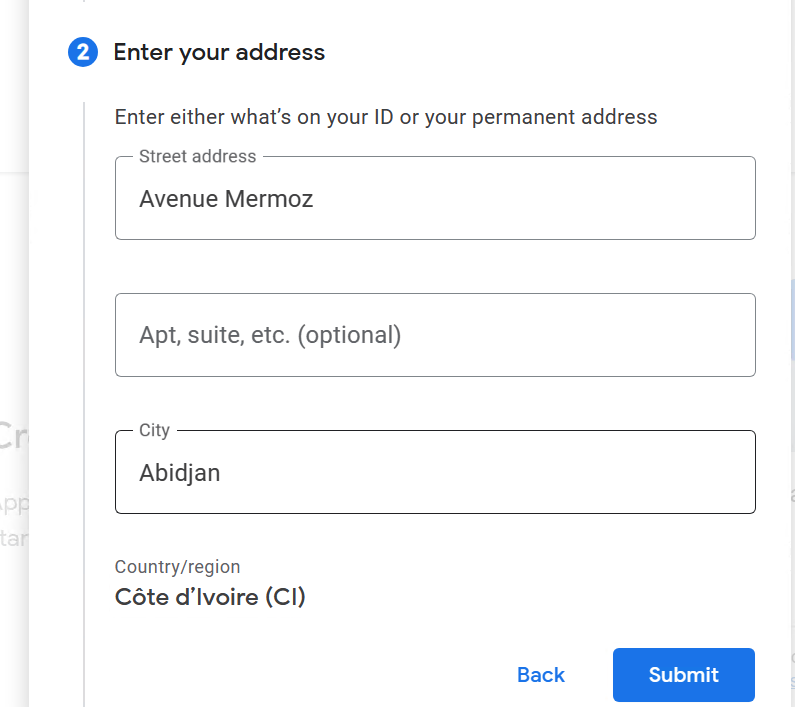 2 Enter your address
Enter either what's on your ID or your permanent address
Street address
Avenue Mermoz
Apt, suite, etc. (optional)
City
Abidjan
Country/region
Côte d'Ivoire (CI)
Back Submit